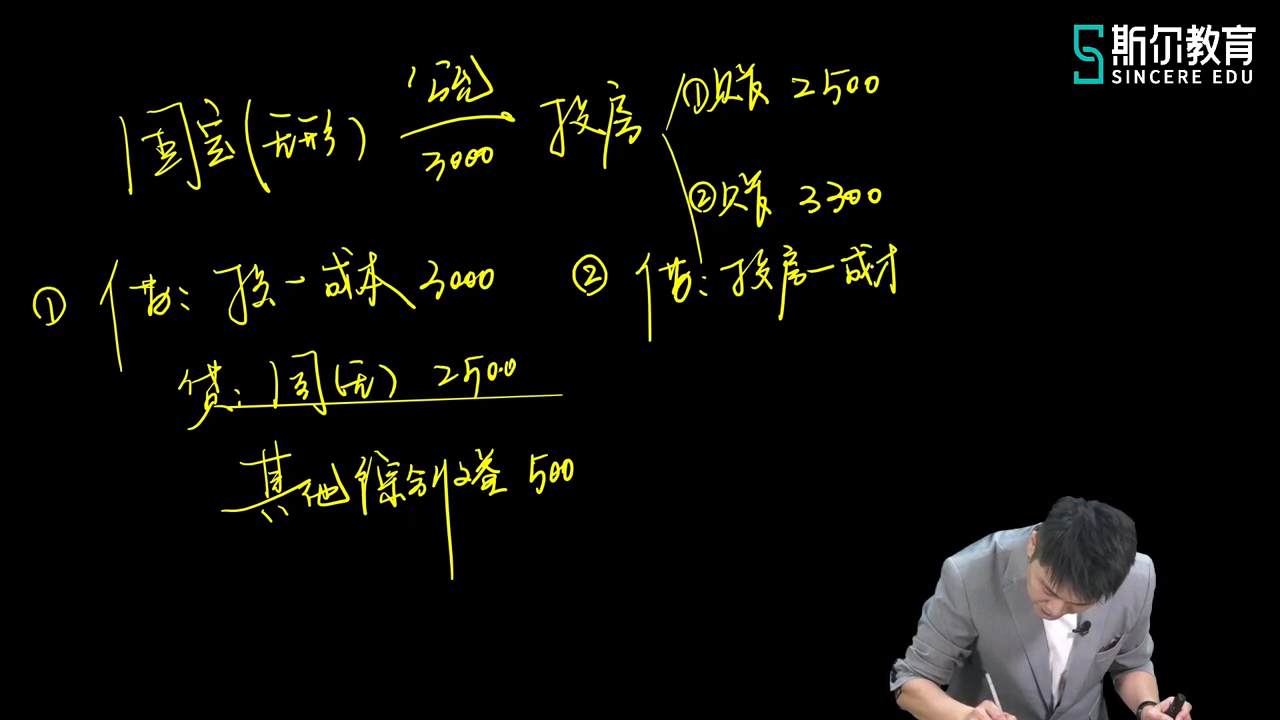 斯尔教育
SINCERE EDU
固定(无形) 公允 3000 投房 ①账 2500
②账 3300
① 借: 投一成本 3000
② 借: 投房一成本
贷: 固(无) 2500
其他综合收益 500